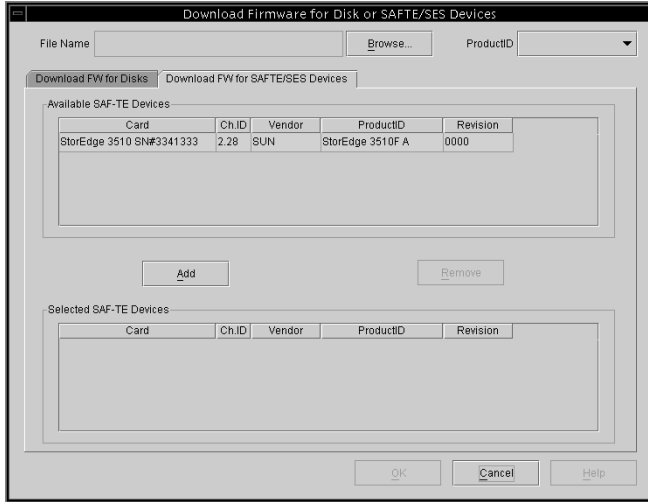 Download Firmware for Disk or SAFTE/SES Devices
File Name Browse... ProductID
Download FW for Disks Download FW for SAFTE/SES Devices
Available SAF-TE Devices
Card Ch.ID Vendor ProductID Revision
StorEdge 3510 SN#3341333 2.28 SUN StorEdge 3510F A 0000
Add Remove
Selected SAF-TE Devices
Card Ch.ID Vendor ProductID Revision
OK Cancel Help